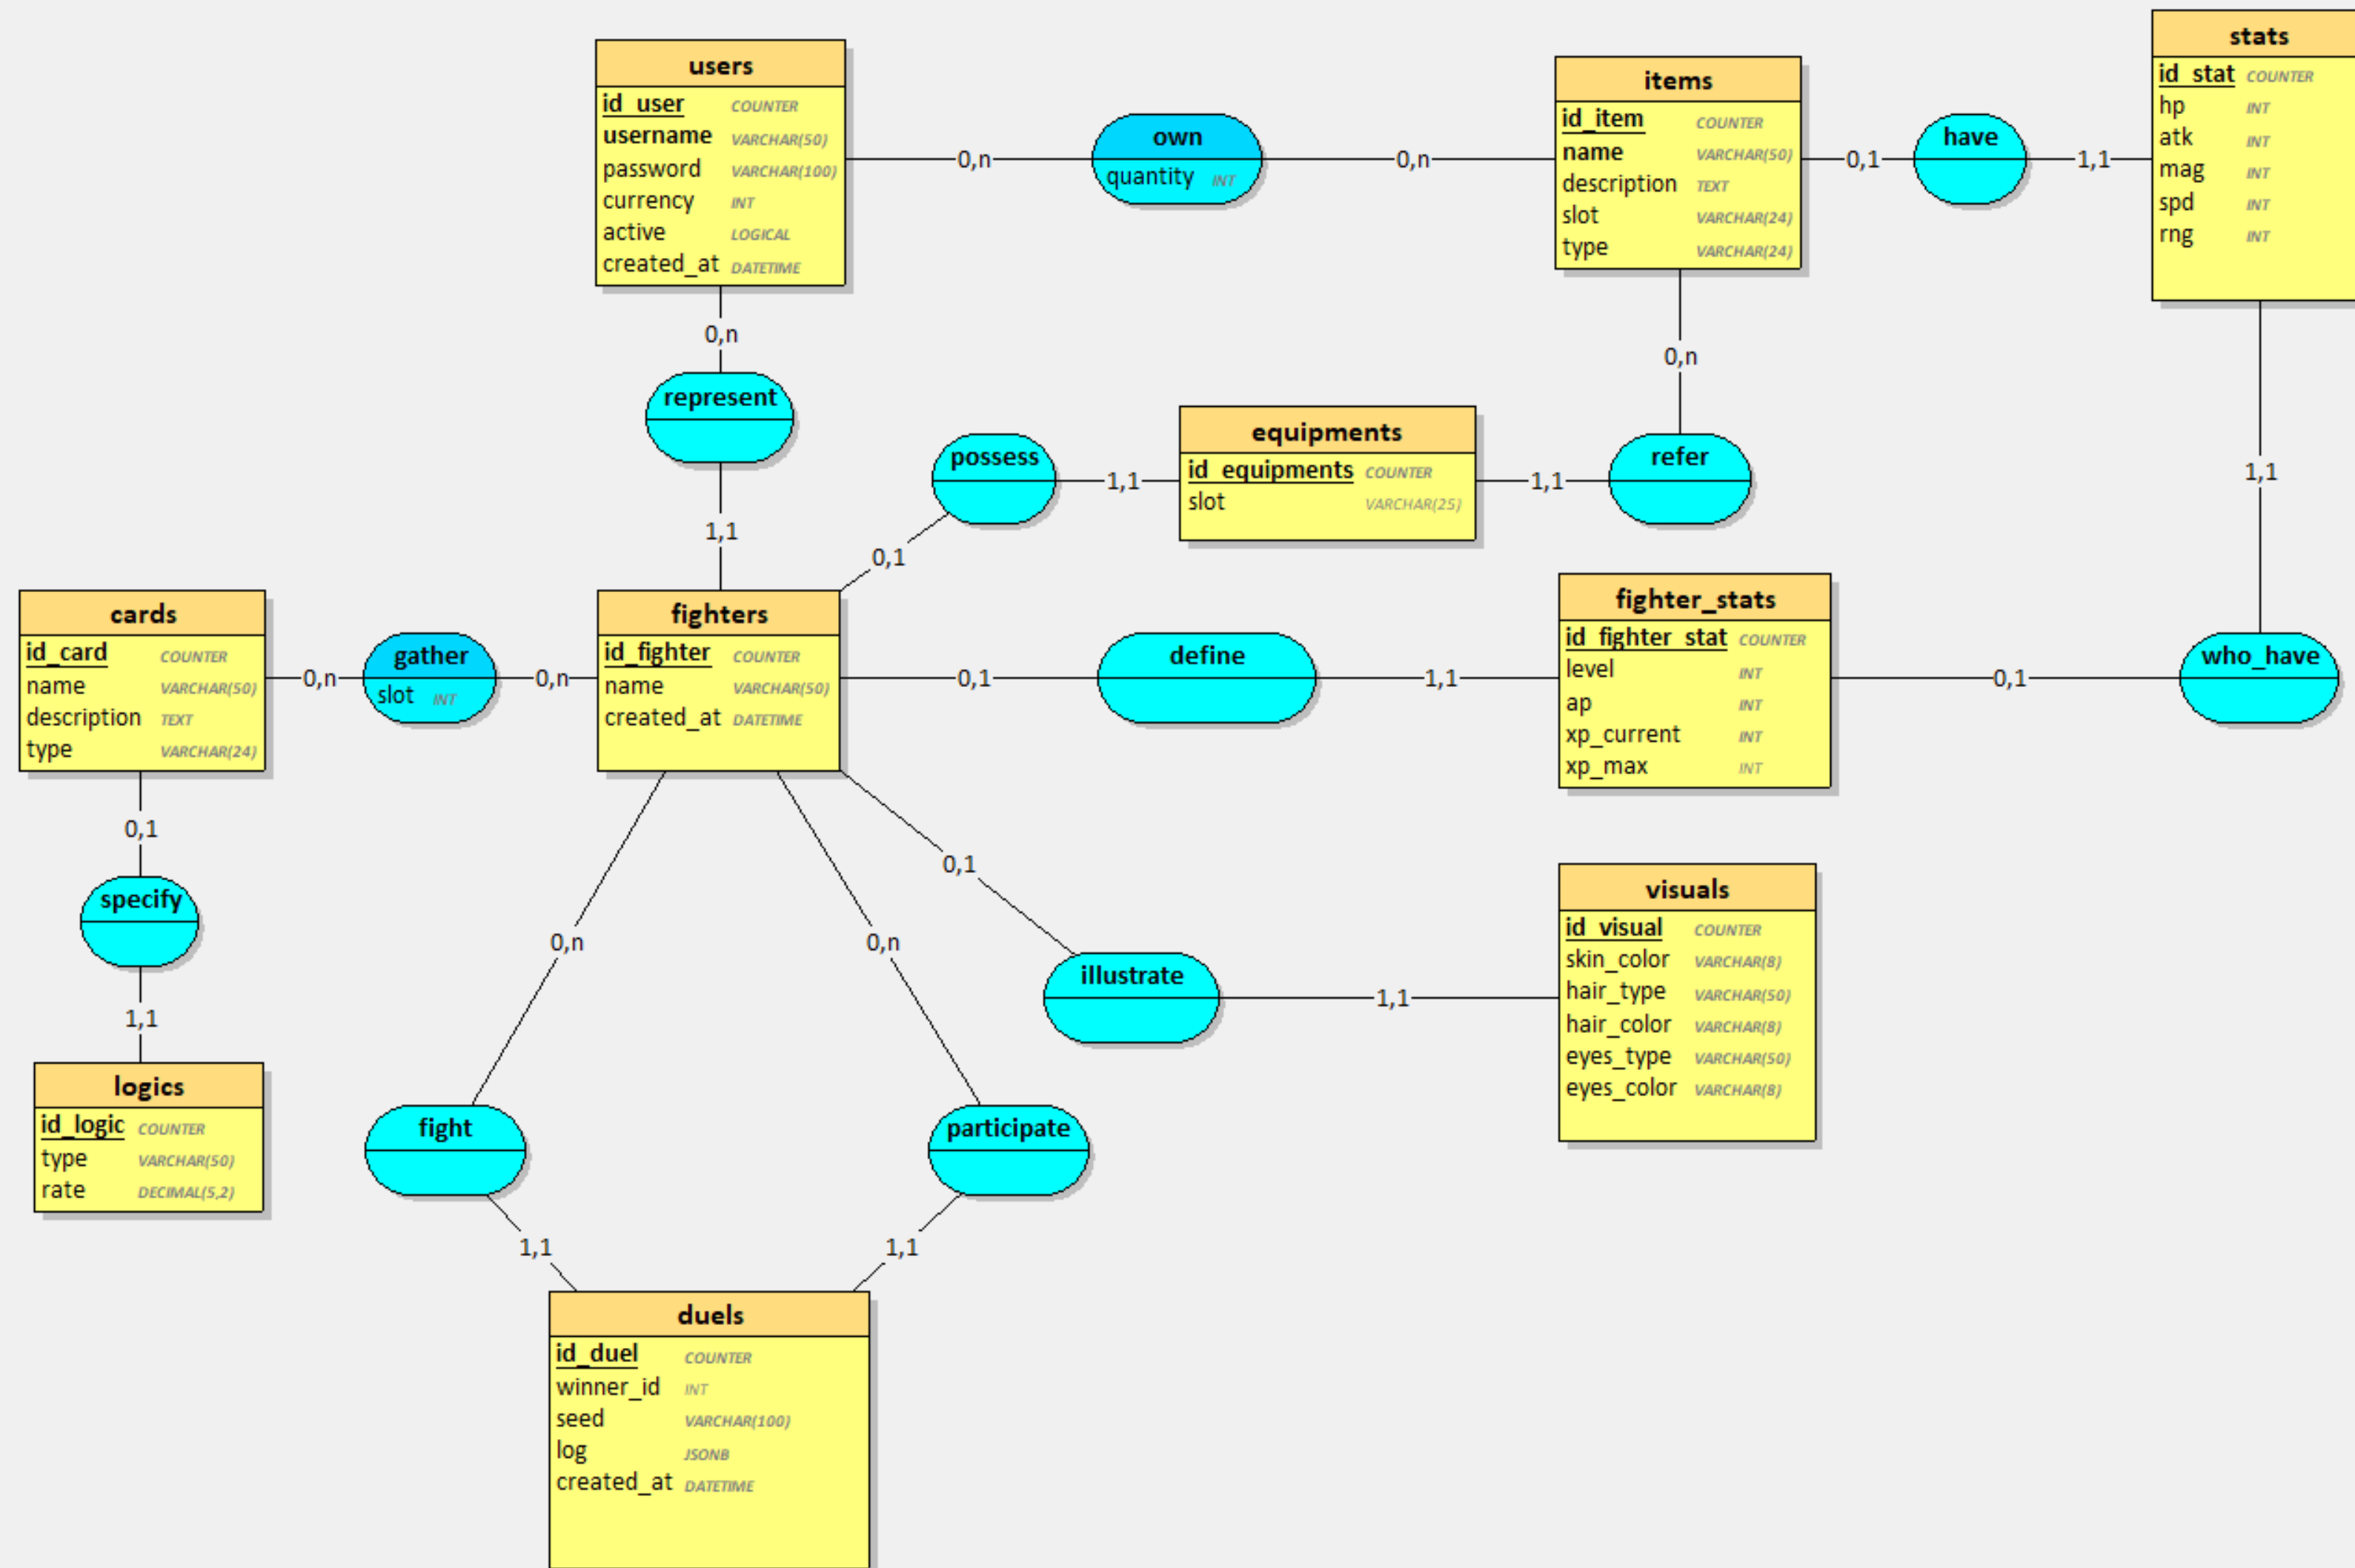 users
id_user COUNTER
username VARCHAR(50)
password VARCHAR(100)
currency INT
active LOGICAL
created_at DATETIME
0,n
own
quantity INT
0,n
items
id_item COUNTER
name VARCHAR(50)
description TEXT
slot VARCHAR(24)
type VARCHAR(24)
0,1
have
1,1
stats
id_stat COUNTER
hp INT
atk INT
mag INT
spd INT
rng INT
0,n
represent
1,1
0,n
refer
1,1
equipments
id_equipments COUNTER
slot VARCHAR(25)
1,1
possess
0,1
1,1
who_have
0,1
cards
id_card COUNTER
name VARCHAR(50)
description TEXT
type VARCHAR(24)
0,n
gather
slot INT
0,n
fighters
id_fighter COUNTER
name VARCHAR(50)
created_at DATETIME
0,1
define
1,1
fighter_stats
id_fighter_stat COUNTER
level INT
ap INT
xp_current INT
xp_max INT
0,1
specify
1,1
logics
id_logic COUNTER
type VARCHAR(50)
rate DECIMAL(5,2)
0,n
fight
1,1
0,n
participate
1,1
0,1
illustrate
1,1
visuals
id_visual COUNTER
skin_color VARCHAR(8)
hair_type VARCHAR(50)
hair_color VARCHAR(8)
eyes_type VARCHAR(50)
eyes_color VARCHAR(8)
duels
id_duel COUNTER
winner_id INT
seed VARCHAR(100)
log JSONB
created_at DATETIME